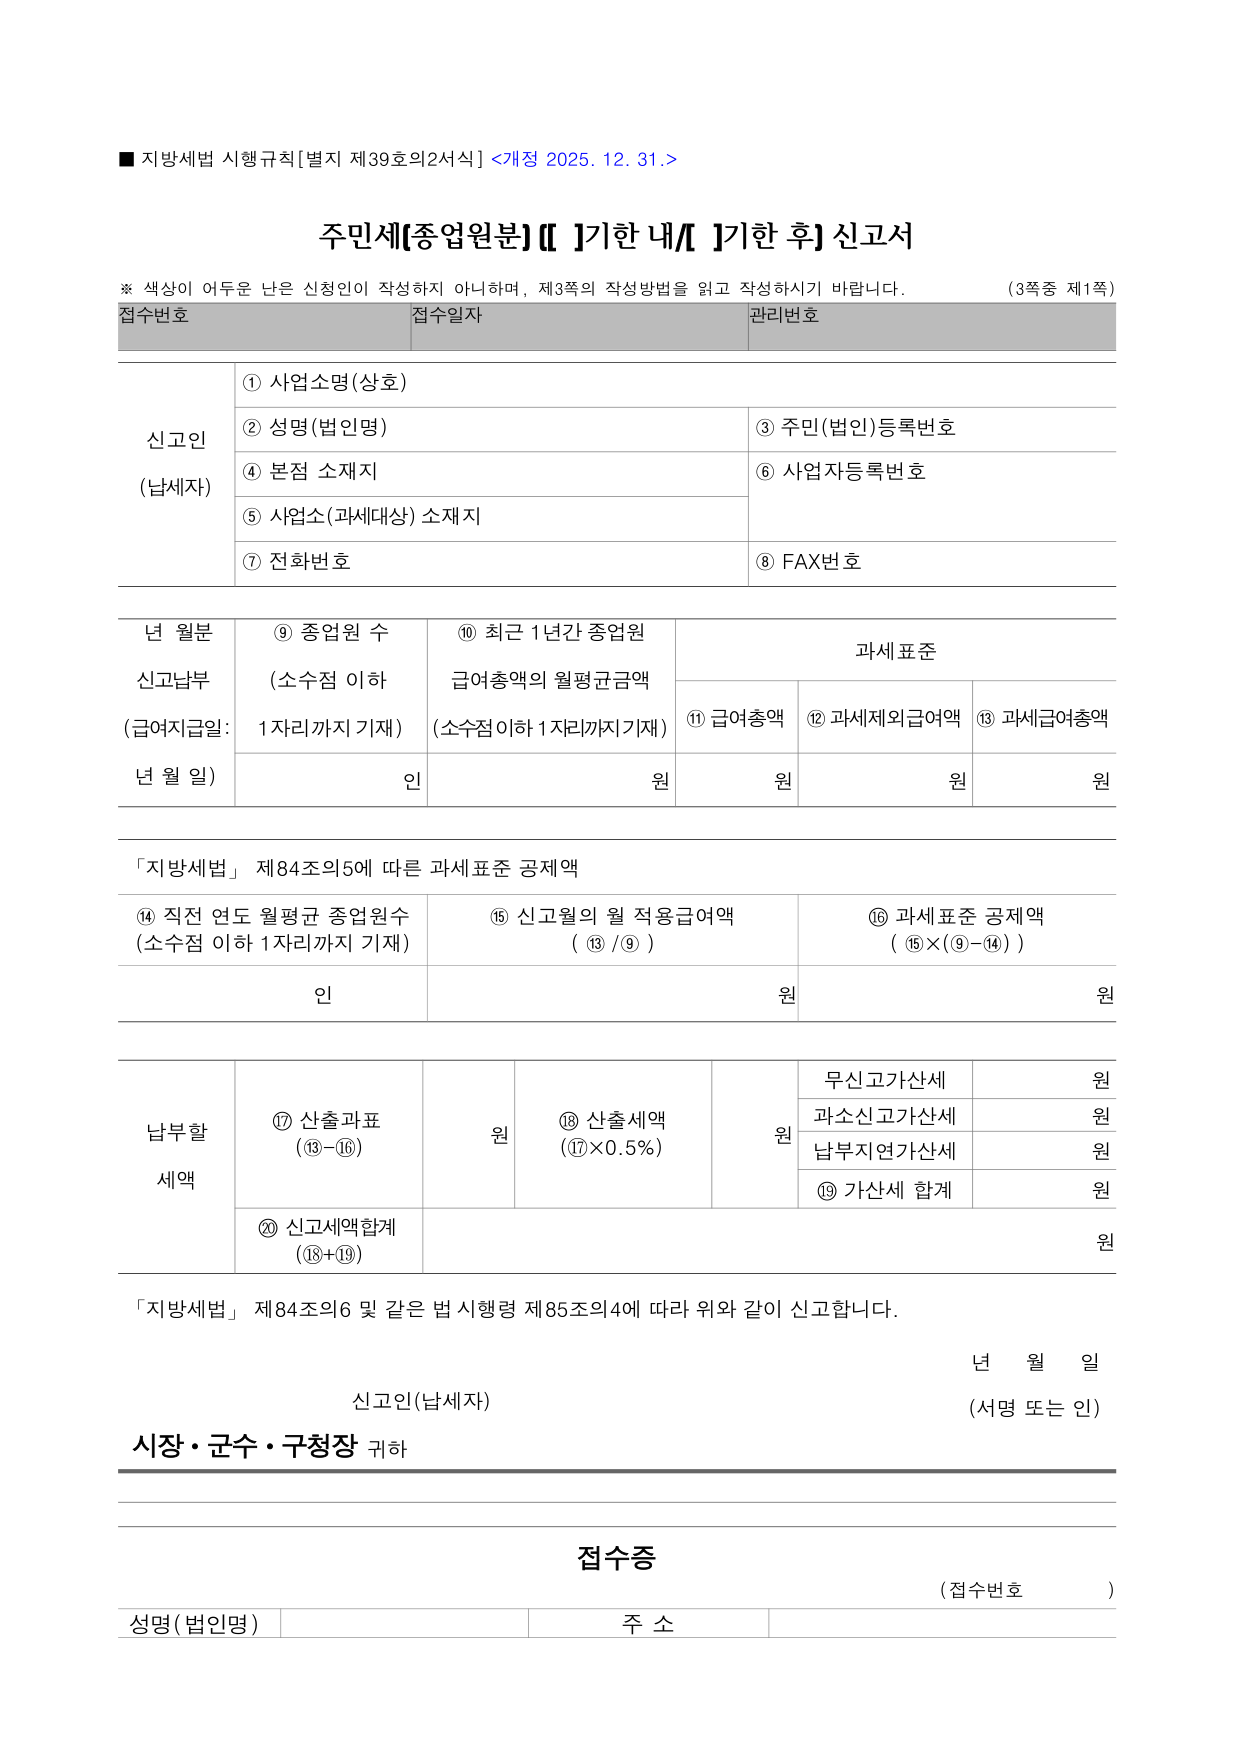 ■ 지방세법 시행규칙[별지 제39호의2서식] <개정 2025. 12. 31.>
주민세(종업원분) ([ ]기한 내/[ ]기한 후) 신고서
※ 색상이 어두운 난은 신청인이 작성하지 아니하며, 제3쪽의 작성방법을 읽고 작성하시기 바랍니다. (3쪽중 제1쪽)
접수번호 접수일자 관리번호
신고인
(납세자)
① 사업소명(상호)
② 성명(법인명) ③ 주민(법인)등록번호
④ 본점 소재지 ⑥ 사업자등록번호
⑤ 사업소(과세대상) 소재지
⑦ 전화번호 ⑧ FAX번호
년 월분
신고납부
(급여지급일:
년 월 일)
⑨ 종업원 수
(소수점 이하
1자리까지 기재)
⑩ 최근 1년간 종업원
급여총액의 월평균금액
(소수점이하 1자리까지 기재)
과세표준
⑪ 급여총액 ⑫ 과세제외급여액 ⑬ 과세급여총액
인 원 원 원 원
「지방세법」 제84조의5에 따른 과세표준 공제액
⑭ 직전 연도 월평균 종업원수
(소수점 이하 1자리까지 기재)
⑮ 신고월의 월 적용급여액
( ⑬ /⑨ )
⑯ 과세표준 공제액
( ⑮×(⑨-⑭) )
인 원 원
납부할
세액
⑰ 산출과표
(⑬-⑯)
원
⑱ 산출세액
(⑰×0.5%)
원
무신고가산세 원
과소신고가산세 원
납부지연가산세 원
⑲ 가산세 합계 원
⑳ 신고세액합계
(⑱+⑲)
원
「지방세법」 제84조의6 및 같은 법 시행령 제85조의4에 따라 위와 같이 신고합니다.
년 월 일
신고인(납세자) (서명 또는 인)
시장・군수・구청장 귀하
접수증
(접수번호 )
성명(법인명) 주 소